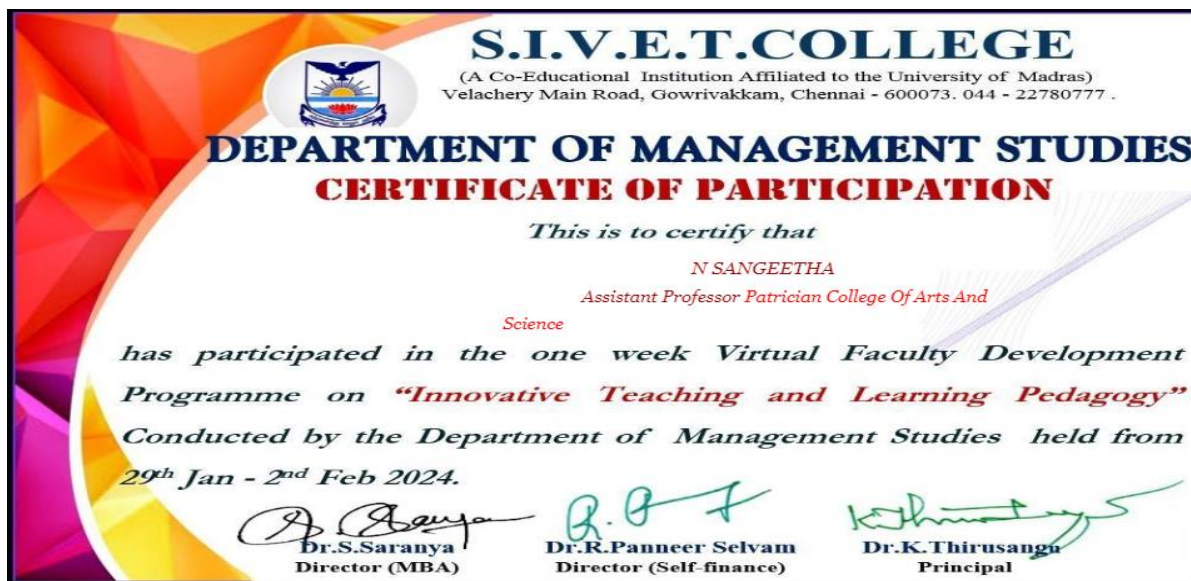 S.I.V.E.T.COLLEGE
(A Co-Educational Institution Affiliated to the University of Madras)
Velachery Main Road, Gowrivakkam, Chennai - 600073. 044 - 22780777 .
DEPARTMENT OF MANAGEMENT STUDIES
CERTIFICATE OF PARTICIPATION
This is to certify that
N SANGEETHA
Assistant Professor Patrician College Of Arts And
Science
has participated in the one week Virtual Faculty Development
Programme on “Innovative Teaching and Learning Pedagogy”
Conducted by the Department of Management Studies held from
29th Jan - 2nd Feb 2024.
Dr.S.Saranya Dr.R.Panneer Selvam Dr.K.Thirusangu
Director (MBA) Director (Self-finance) Principal